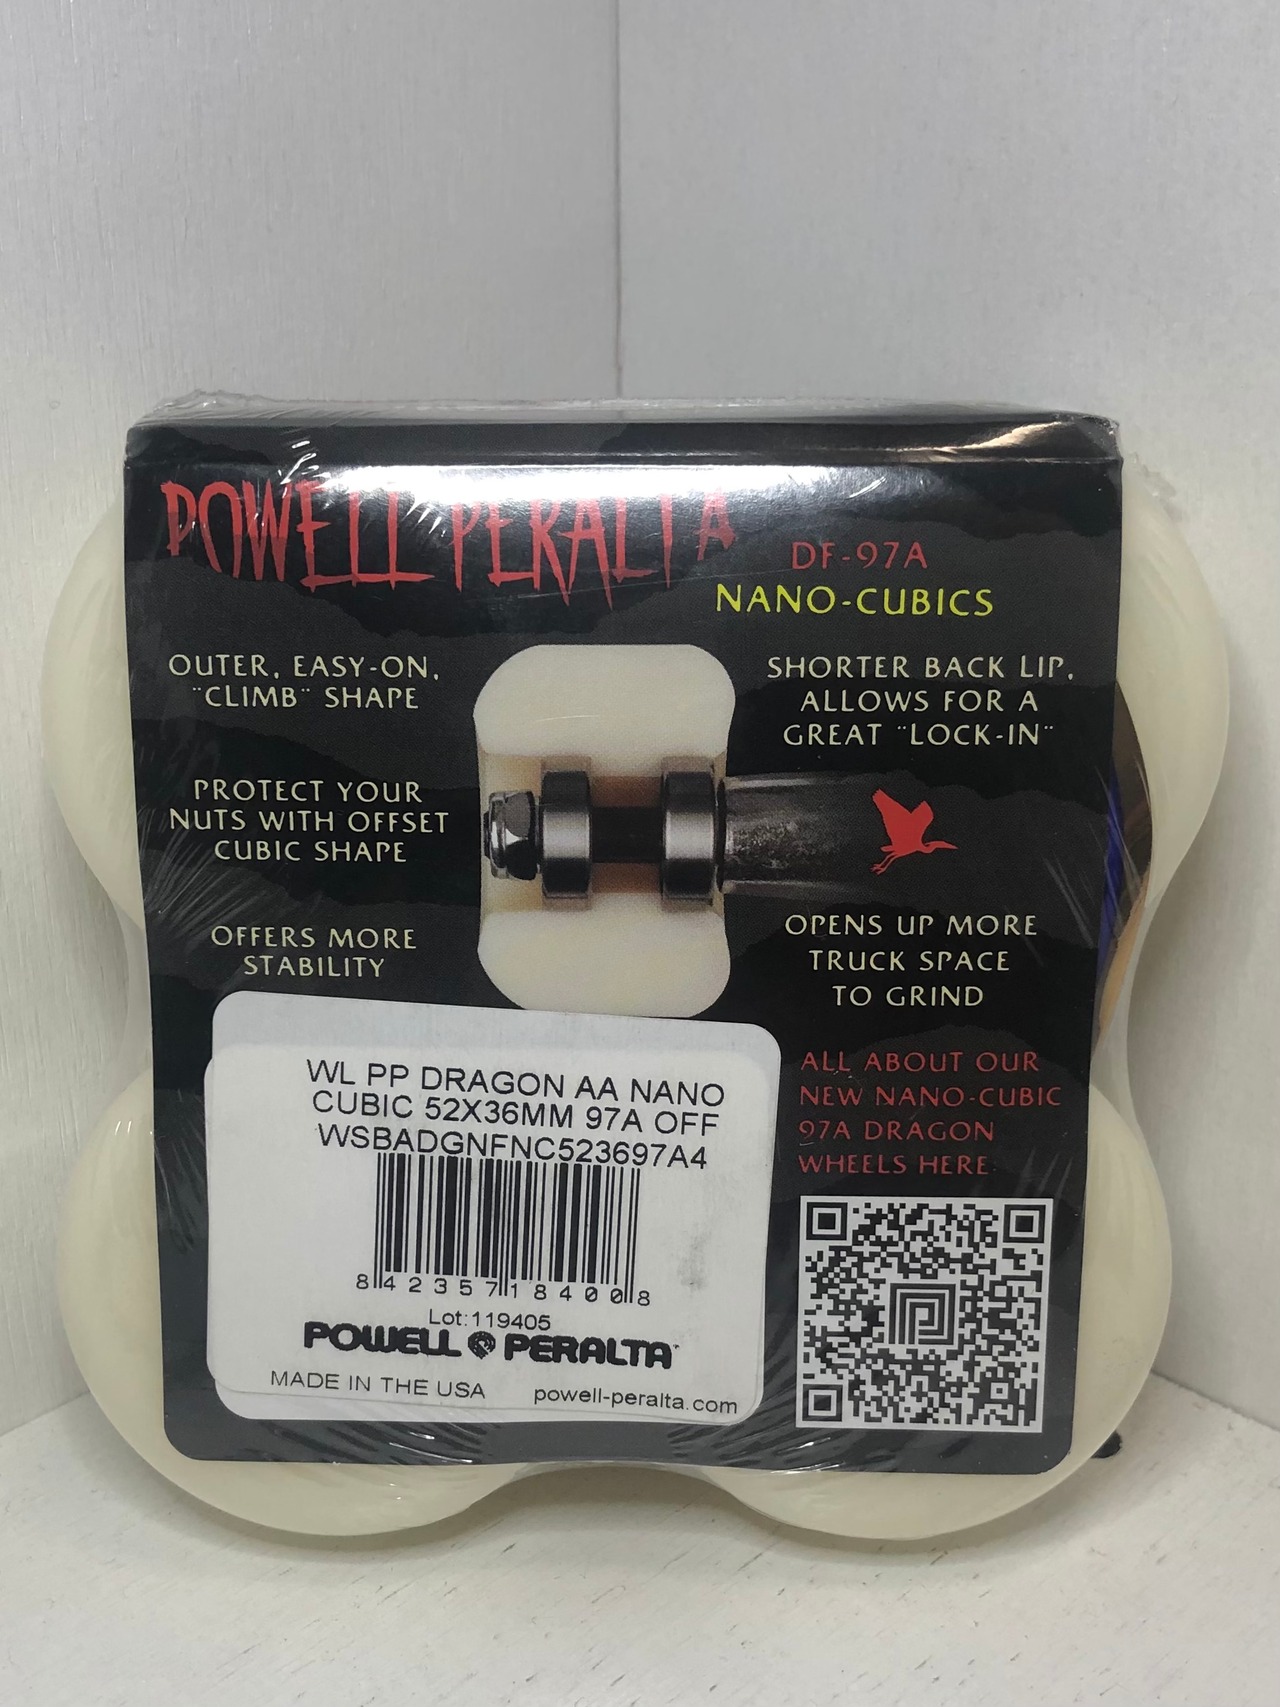 POWELL PERALTA
DF-97A
NANO-CUBICS
OUTER, EASY-ON,
"CLIMB" SHAPE
PROTECT YOUR
NUTS WITH OFFSET
CUBIC SHAPE
OFFERS MORE
STABILITY
SHORTER BACK LIP,
ALLOWS FOR A
GREAT "LOCK-IN"
OPENS UP MORE
TRUCK SPACE
TO GRIND
ALL ABOUT OUR
NEW NANO-CUBIC
97A DRAGON
WHEELS HERE
WL PP DRAGON AA NANO
CUBIC 52X36MM 97A OFF
WSBADGNFNC523697A4
8 42357 18400 8
Lot:119405
POWELL PERALTA
MADE IN THE USA powell-peralta.com